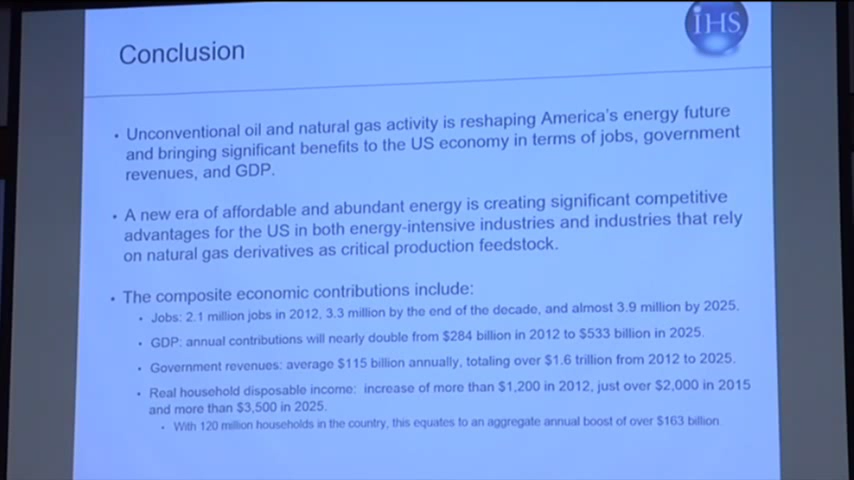 IHS
Conclusion
• Unconventional oil and natural gas activity is reshaping America's energy future
and bringing significant benefits to the US economy in terms of jobs, government
revenues, and GDP.
• A new era of affordable and abundant energy is creating significant competitive
advantages for the US in both energy-intensive industries and industries that rely
on natural gas derivatives as critical production feedstock.
• The composite economic contributions include:
• Jobs: 2.1 million jobs in 2012, 3.3 million by the end of the decade, and almost 3.9 million by 2025.
• GDP: annual contributions will nearly double from $284 billion in 2012 to $533 billion in 2025.
• Government revenues: average $115 billion annually, totaling over $1.6 trillion from 2012 to 2025.
• Real household disposable income: increase of more than $1,200 in 2012, just over $2,000 in 2015
and more than $3,500 in 2025.
• With 120 million households in the country, this equates to an aggregate annual boost of over $163 billion